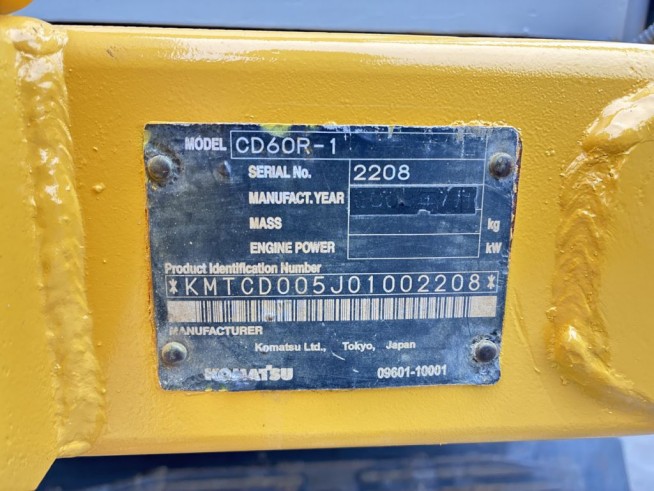 MODEL CD60R-1
SERIAL No. 2208
MANUFACT.YEAR
MASS kg
ENGINE POWER kW
Product Identification Number
*KMTCD005J01002208*
MANUFACTURER
Komatsu Ltd., Tokyo, Japan
KOMATSU 09601-10001